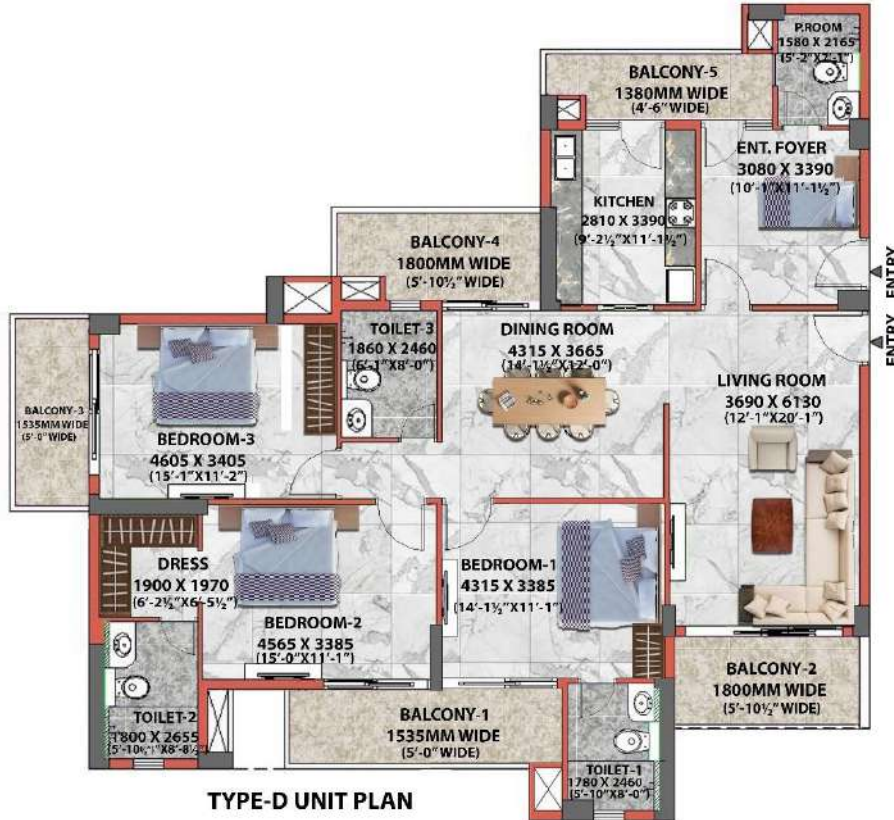 P.ROOM
1580 X 2165
(5'-2"X7'-1")
BALCONY-5
1380MM WIDE
(4'-6" WIDE)
ENT. FOYER
3080 X 3390
(10'-1"X11'-1½")
KITCHEN
2810 X 3390
(9'-2½"X11'-1½")
BALCONY-4
1800MM WIDE
(5'-10½" WIDE)
ENTRY
ENTRY
TOILET-3
1860 X 2460
(6'-1"X8'-0")
DINING ROOM
4315 X 3665
(14'-1½"X12'-0")
LIVING ROOM
3690 X 6130
(12'-1"X20'-1")
BALCONY-3
1535MM WIDE
(5'-0" WIDE)
BEDROOM-3
4605 X 3405
(15'-1"X11'-2")
DRESS
1900 X 1970
(6'-2½"X6'-5½")
BEDROOM-1
4315 X 3385
(14'-1½"X11'-1")
BEDROOM-2
4565 X 3385
(15'-0"X11'-1")
BALCONY-2
1800MM WIDE
(5'-10½" WIDE)
TOILET-2
1800 X 2655
(5'-10½"X8'-8½")
BALCONY-1
1535MM WIDE
(5'-0" WIDE)
TOILET-1
1780 X 2460
(5'-10"X8'-0")
TYPE-D UNIT PLAN